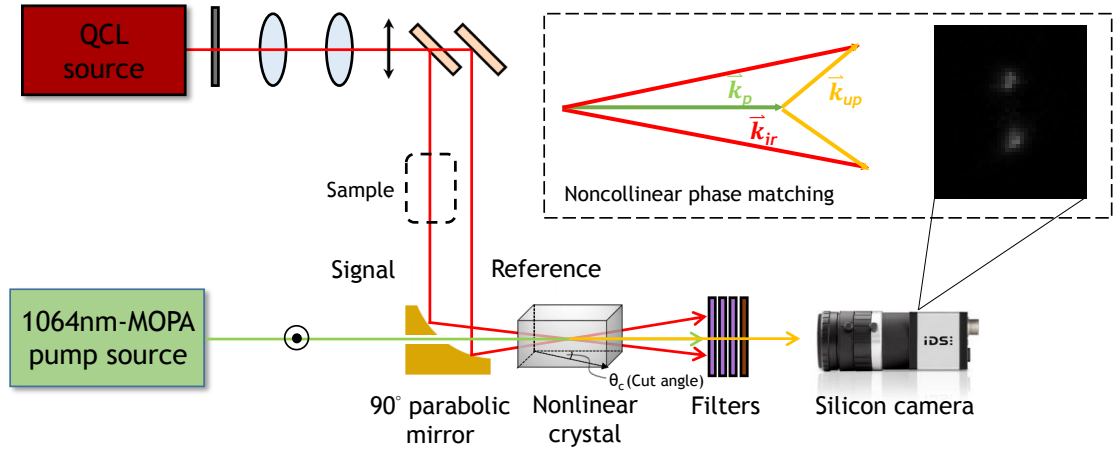 QCL
source
k_p
k_up
k_ir
Noncollinear phase matching
Sample
Signal
Reference
1064nm-MOPA
pump source
iDS:
θc (Cut angle)
90° parabolic
mirror
Nonlinear
crystal
Filters
Silicon camera